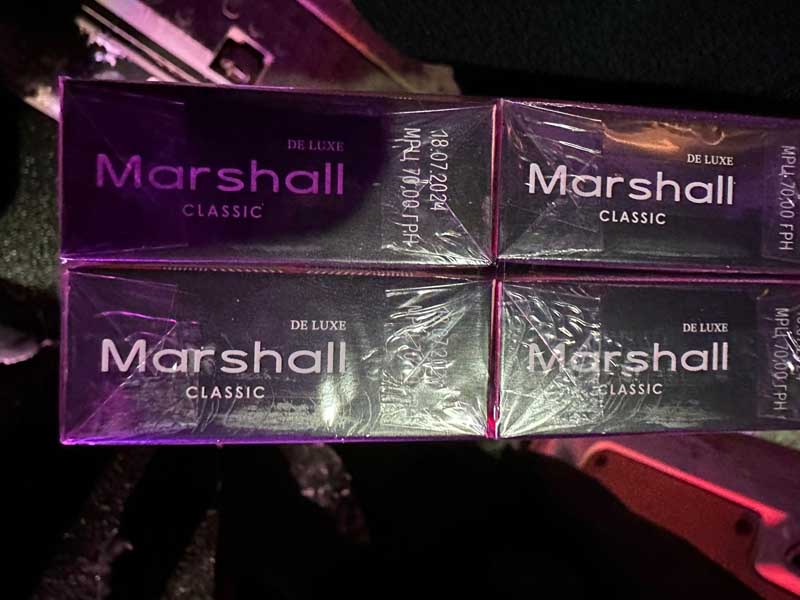 DE LUXE
Marshall
CLASSIC
18.07.2024
МРЦ 70,00 ГРН
DE LUXE
Marshall
CLASSIC
МРЦ 70,00 ГРН
DE LUXE
Marshall
CLASSIC
DE LUXE
Marshall
CLASSIC
МРЦ 70,00 ГРН